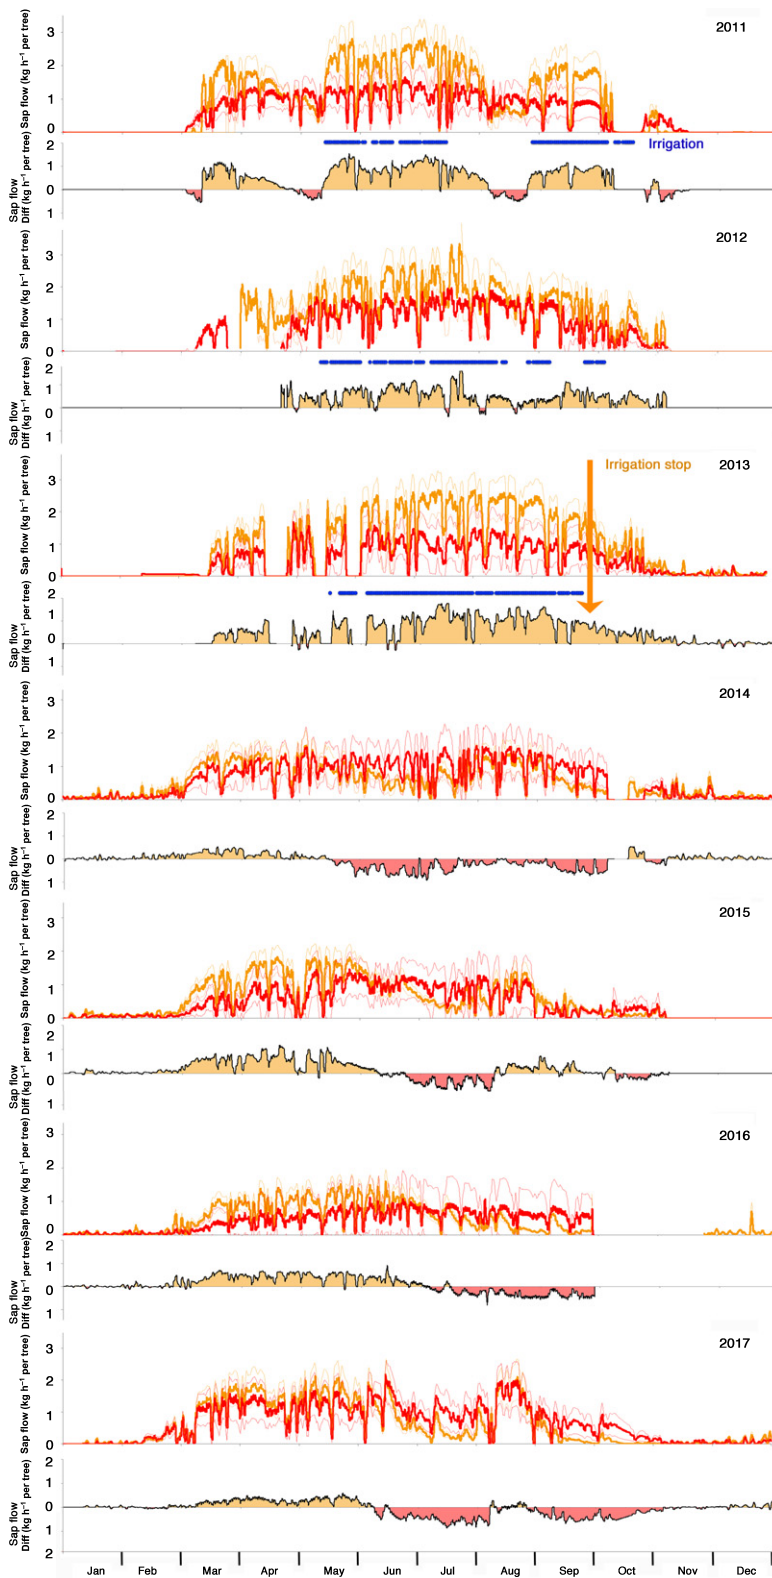 2011
Sap flow (kg h⁻¹ per tree)
3
2
1
0
Irrigation
Sap flow
Diff (kg h⁻¹ per tree)
2
1
0
1
2012
Sap flow (kg h⁻¹ per tree)
3
2
1
0
Sap flow
Diff (kg h⁻¹ per tree)
2
1
0
1
Irrigation stop
2013
Sap flow (kg h⁻¹ per tree)
3
2
1
0
Sap flow
Diff (kg h⁻¹ per tree)
2
1
0
1
2014
Sap flow (kg h⁻¹ per tree)
3
2
1
0
Sap flow
Diff (kg h⁻¹ per tree)
2
1
0
1
2015
Sap flow (kg h⁻¹ per tree)
3
2
1
0
Sap flow
Diff (kg h⁻¹ per tree)
2
1
0
1
2016
Sap flow (kg h⁻¹ per tree)
3
2
1
0
Sap flow
Diff (kg h⁻¹ per tree)
2
1
0
1
2017
Sap flow (kg h⁻¹ per tree)
3
2
1
0
Sap flow
Diff (kg h⁻¹ per tree)
2
1
0
1
2
Jan Feb Mar Apr May Jun Jul Aug Sep Oct Nov Dec